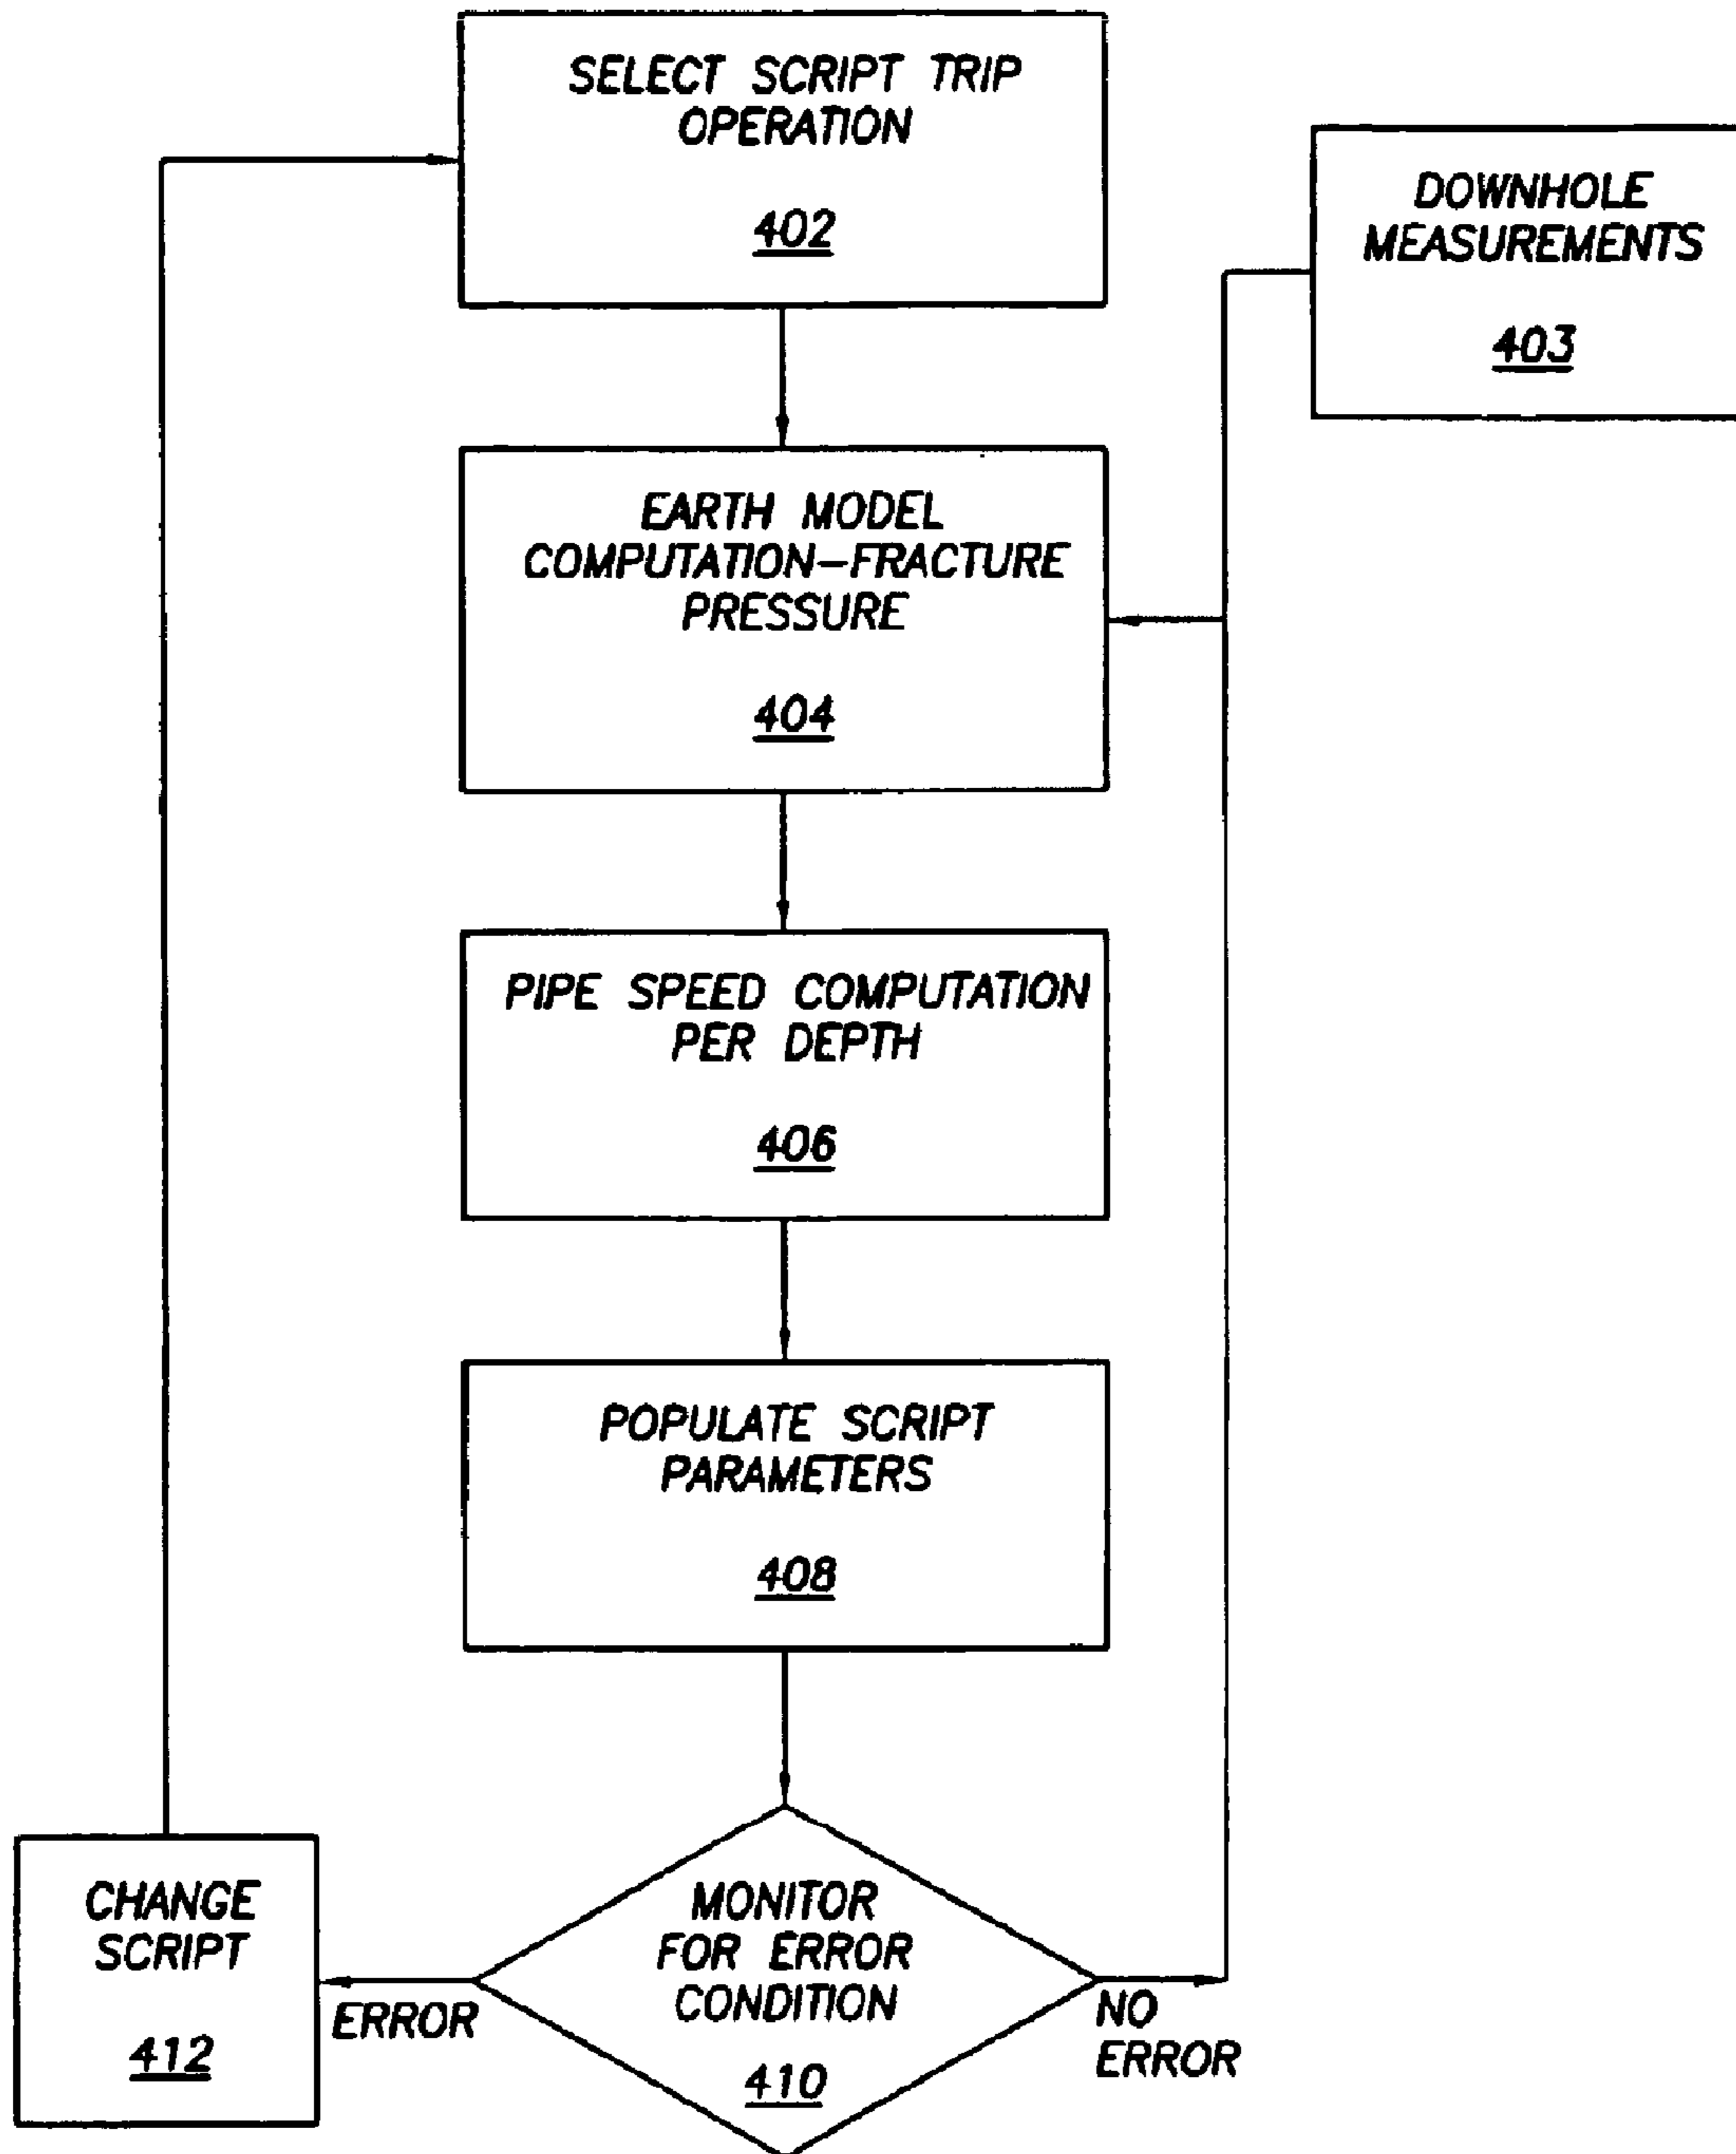 SELECT SCRIPT TRIP
OPERATION
402
DOWNHOLE
MEASUREMENTS
403
EARTH MODEL
COMPUTATION-FRACTURE
PRESSURE
404
PIPE SPEED COMPUTATION
PER DEPTH
406
POPULATE SCRIPT
PARAMETERS
408
MONITOR
FOR ERROR
CONDITION
410
ERROR
NO
ERROR
CHANGE
SCRIPT
412